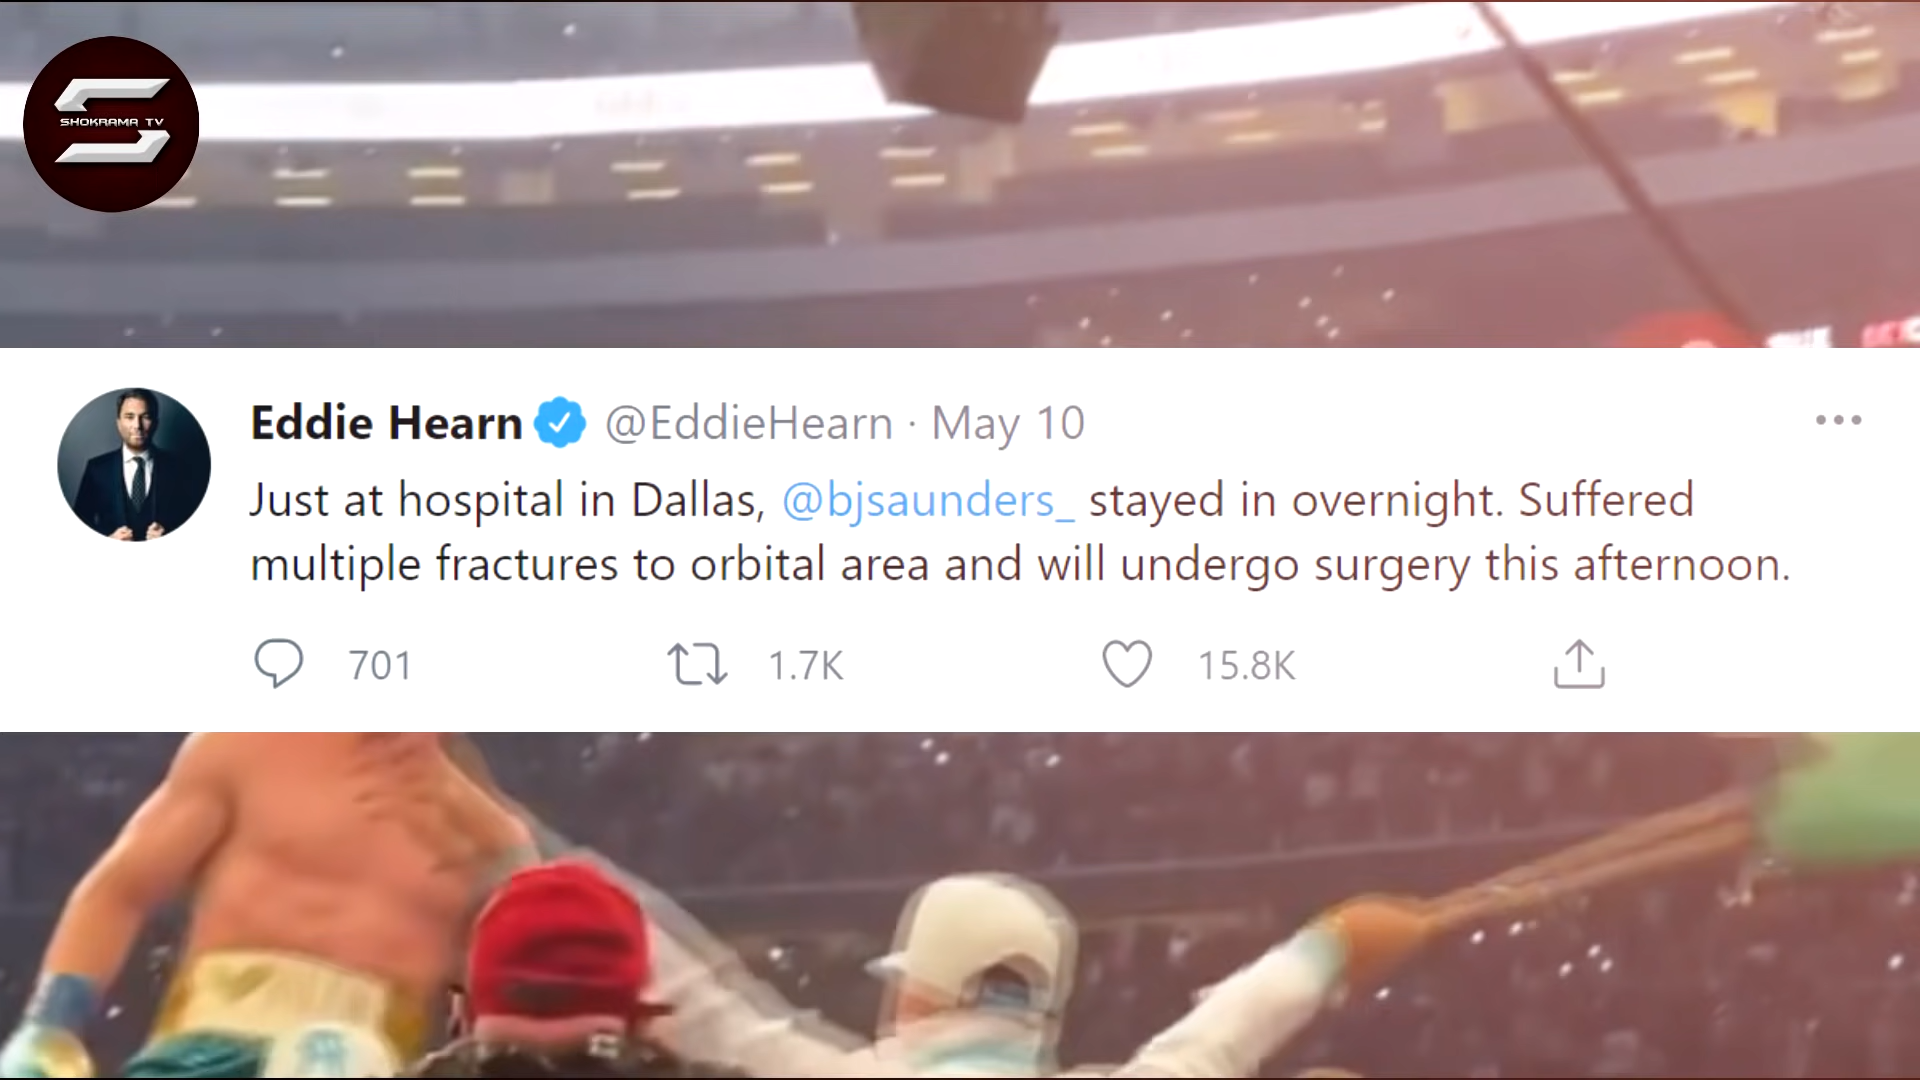 SHOKRAMA TV
Eddie Hearn @EddieHearn · May 10
Just at hospital in Dallas, @bjsaunders_ stayed in overnight. Suffered
multiple fractures to orbital area and will undergo surgery this afternoon.
701 1.7K 15.8K